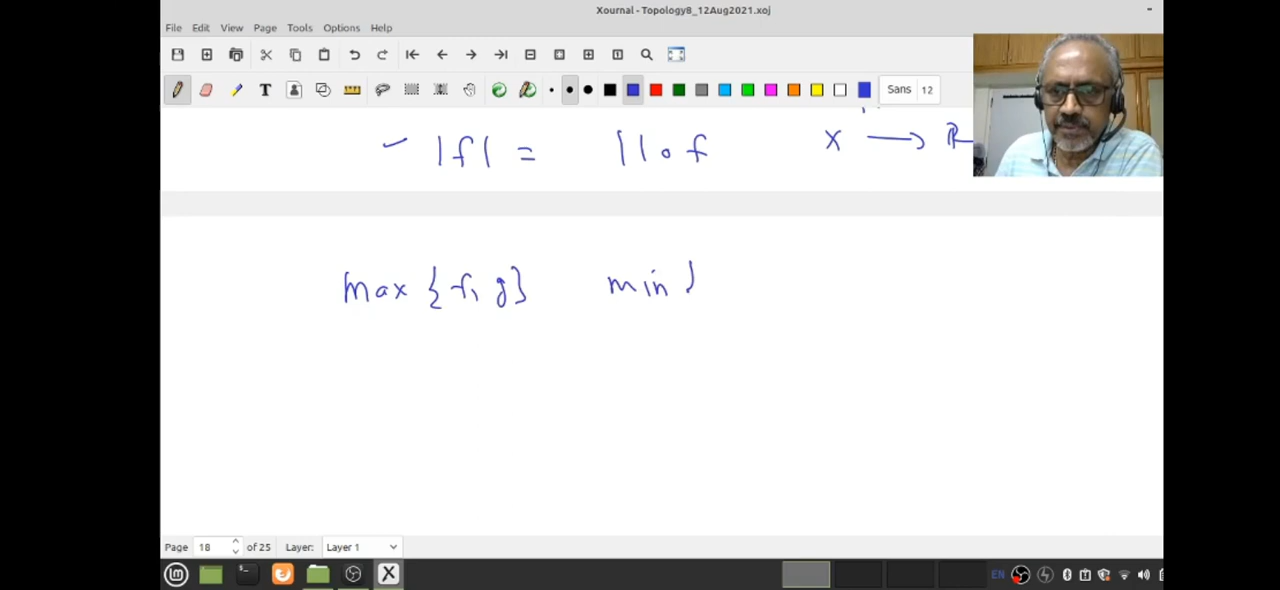 Xournal - Topology8_12Aug2021.xoj
File Edit View Page Tools Options Help
Sans 12
|f| = | | ∘ f X → ℝ
max {f, g} min {
Page 18 of 25 Layer: Layer 1
EN